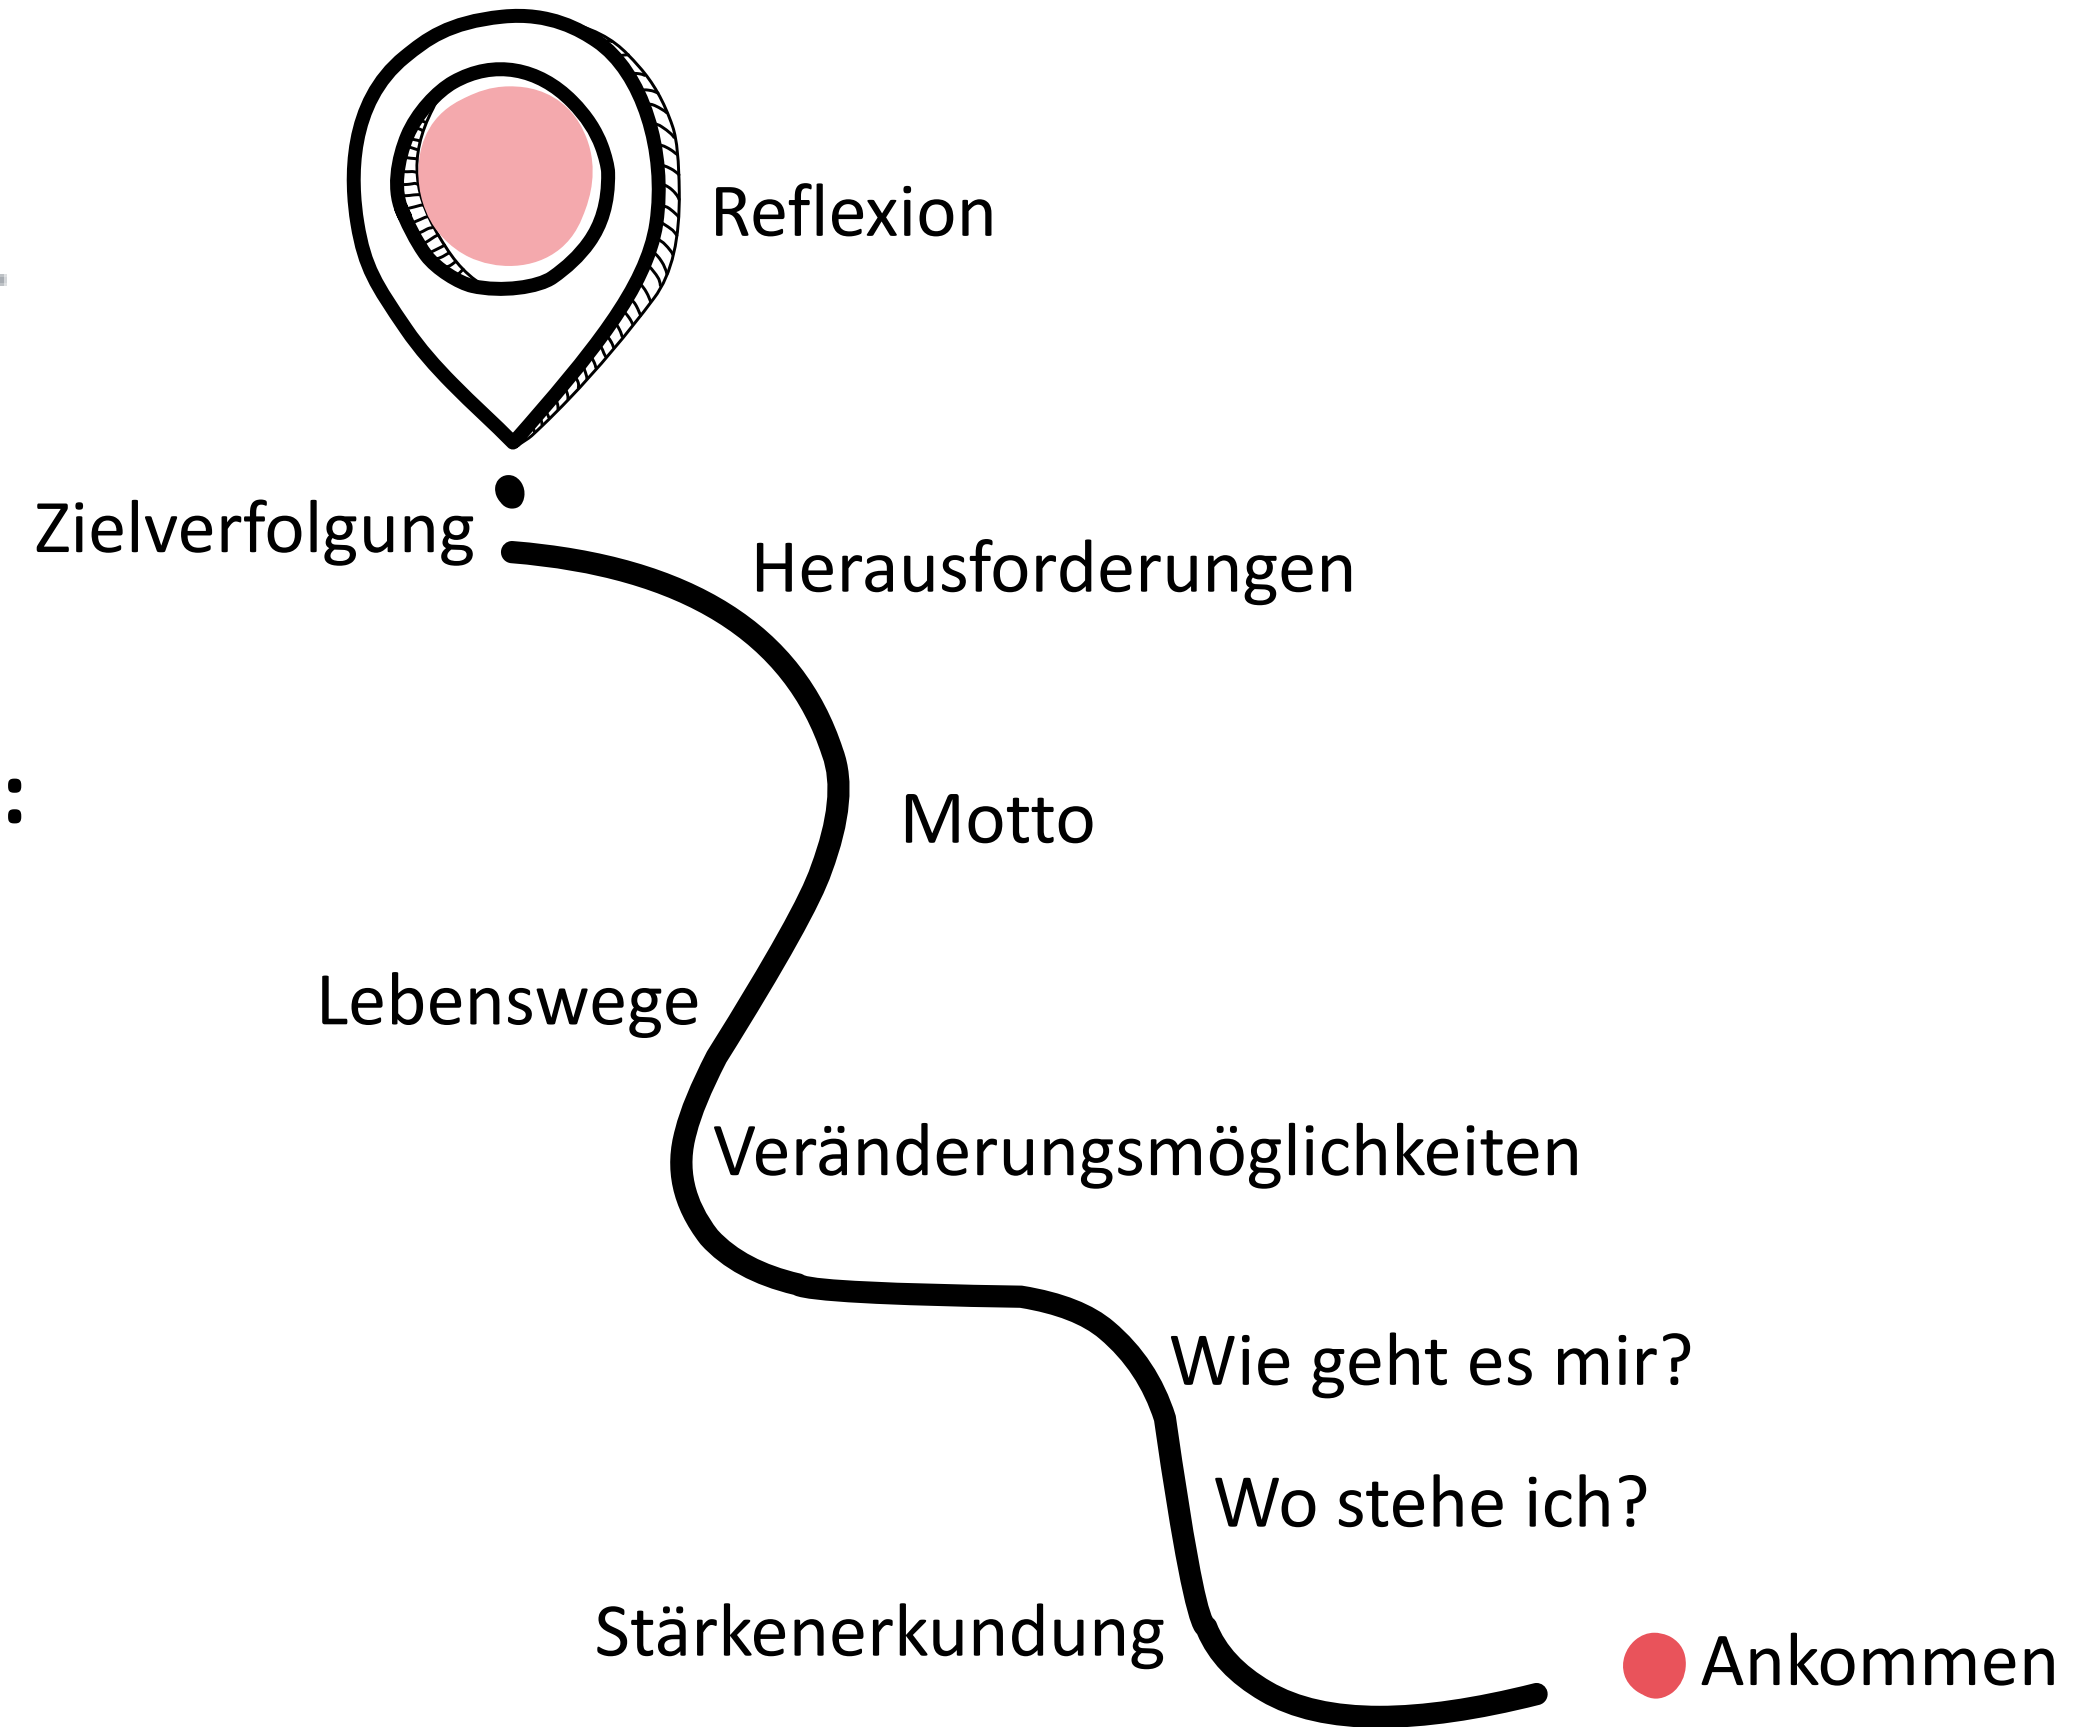 Reflexion
Zielverfolgung
Herausforderungen
:
Motto
Lebenswege
Veränderungsmöglichkeiten
Wie geht es mir?
Wo stehe ich?
Stärkenerkundung
Ankommen